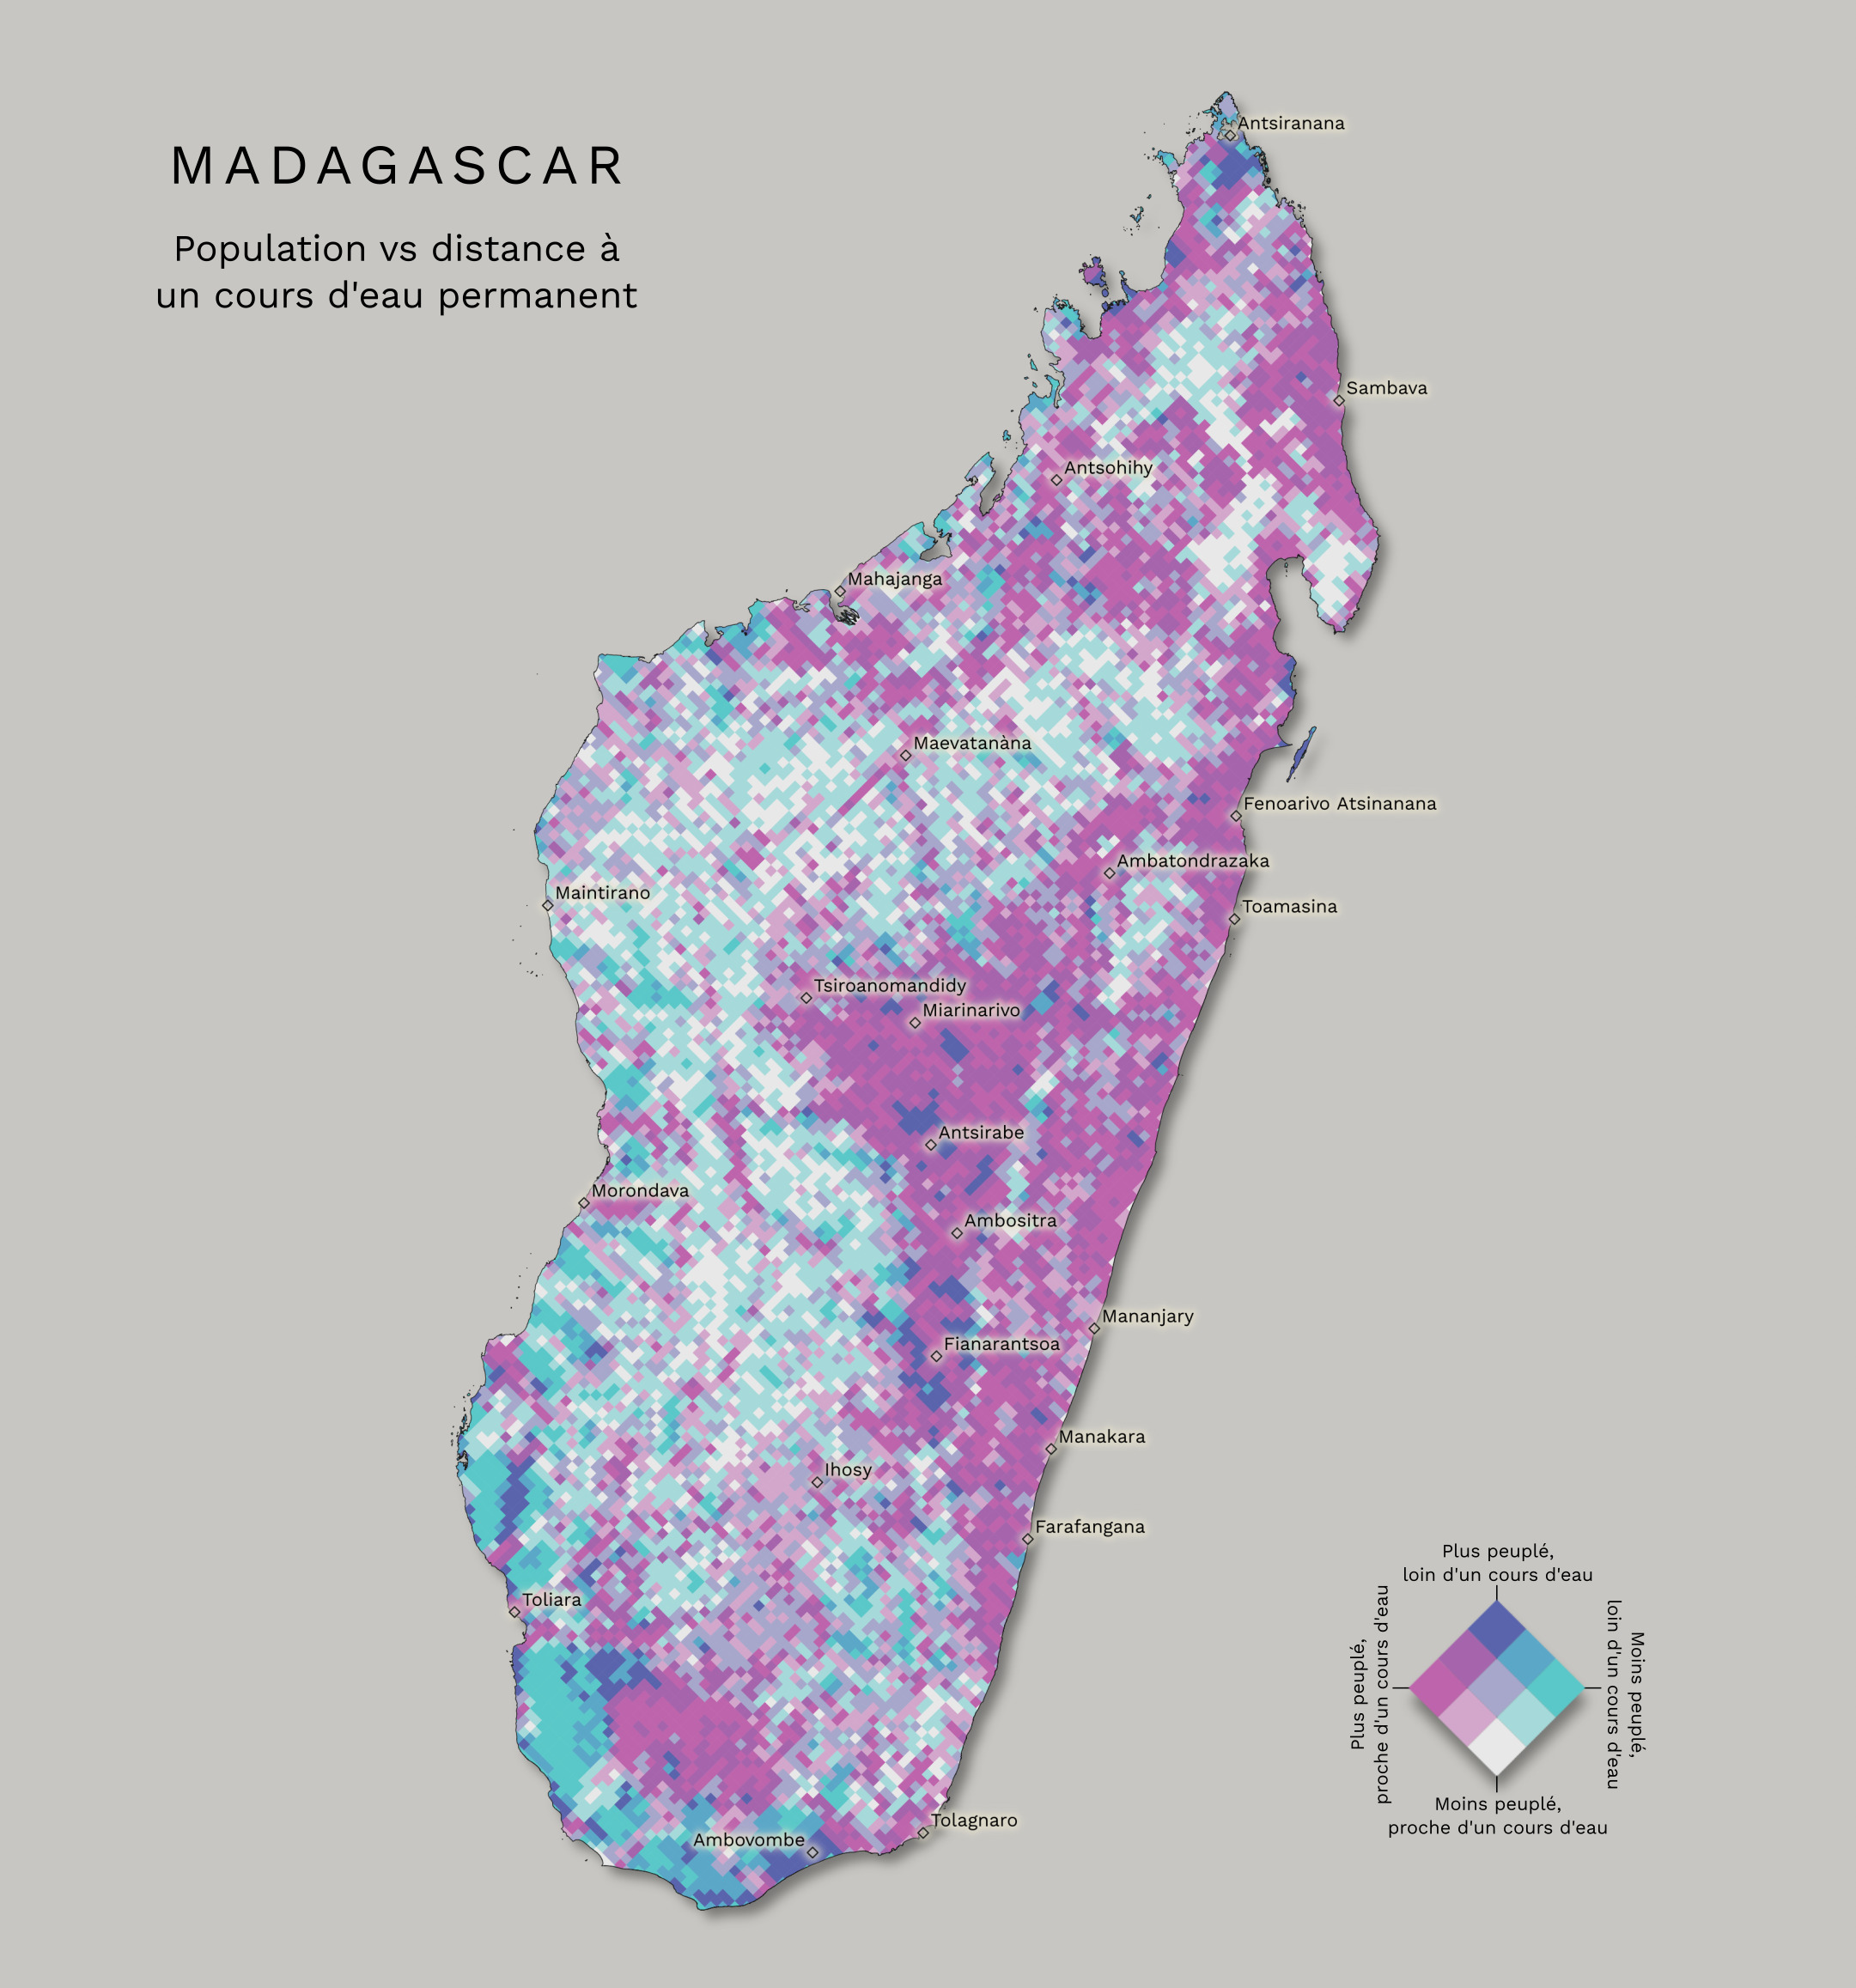 MADAGASCAR
Population vs distance à
un cours d'eau permanent
Antsiranana
Sambava
Antsohihy
Mahajanga
Maevatanàna
Fenoarivo Atsinanana
Ambatondrazaka
Maintirano
Toamasina
Tsiroanomandidy
Miarinarivo
Antsirabe
Morondava
Ambositra
Mananjary
Fianarantsoa
Manakara
Ihosy
Farafangana
Toliara
Tolagnaro
Ambovombe
Plus peuplé,
loin d'un cours d'eau
Plus peuplé,
proche d'un cours d'eau
Moins peuplé,
loin d'un cours d'eau
Moins peuplé,
proche d'un cours d'eau